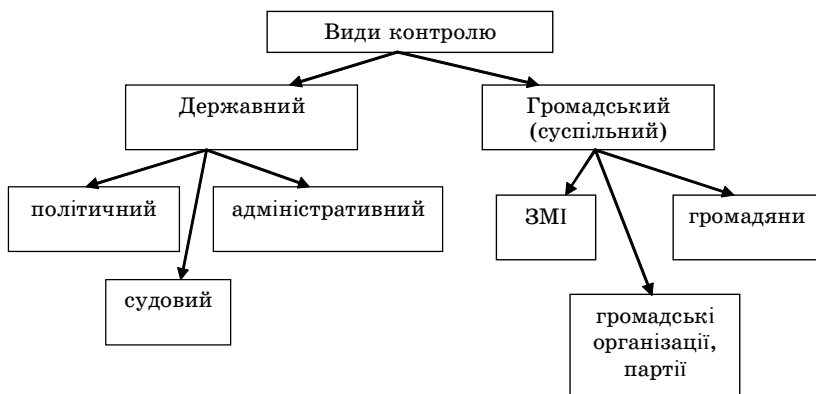 Види контролю
Державний
Громадський
(суспільний)
політичний
адміністративний
ЗМІ
громадяни
судовий
громадські
організації,
партії